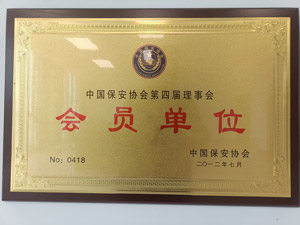 中国保安协会第四届理事会
会员单位
No: 0418
中国保安协会
二〇一二年七月